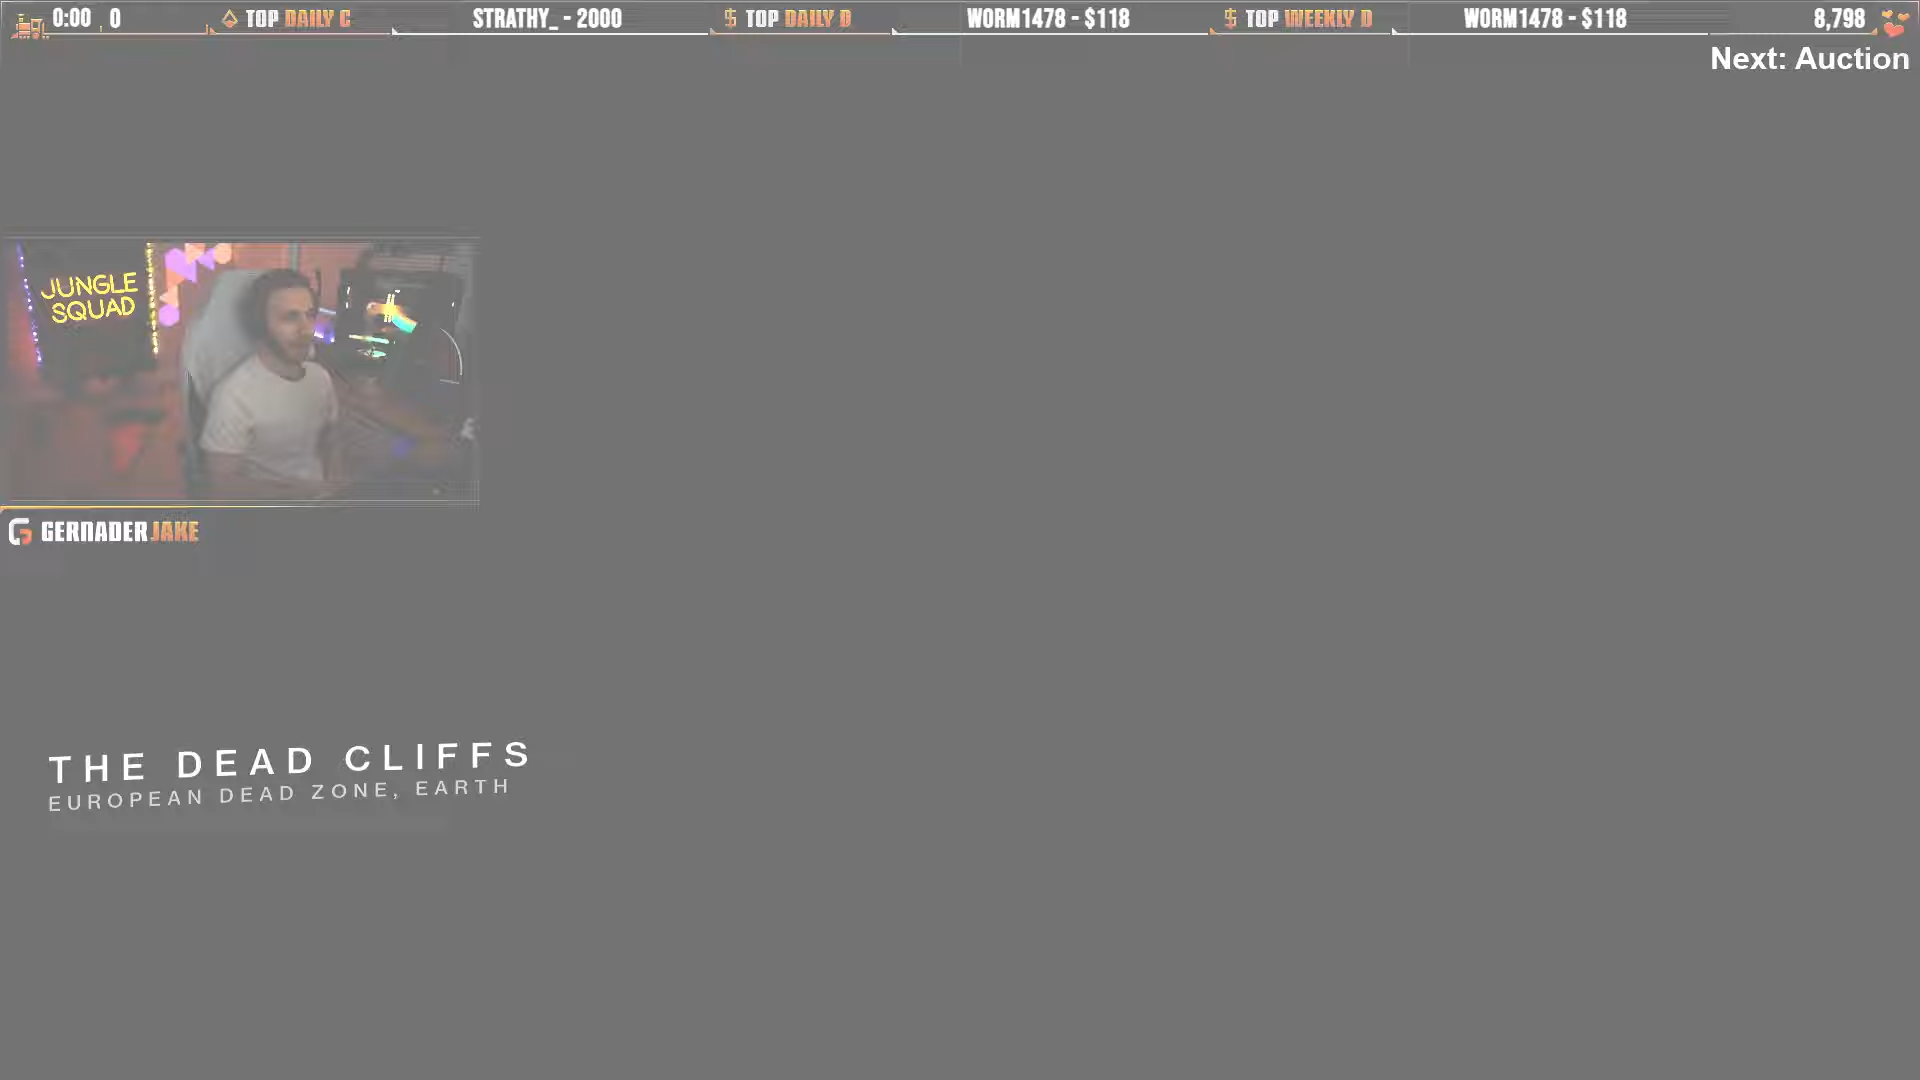 0:00 0 TOP DAILY C STRATHY_ - 2000 $ TOP DAILY D WORM1478 - $118 $ TOP WEEKLY D WORM1478 - $118 8,798
Next: Auction
JUNGLE
SQUAD
GERNADERJAKE
THE DEAD CLIFFS
EUROPEAN DEAD ZONE, EARTH